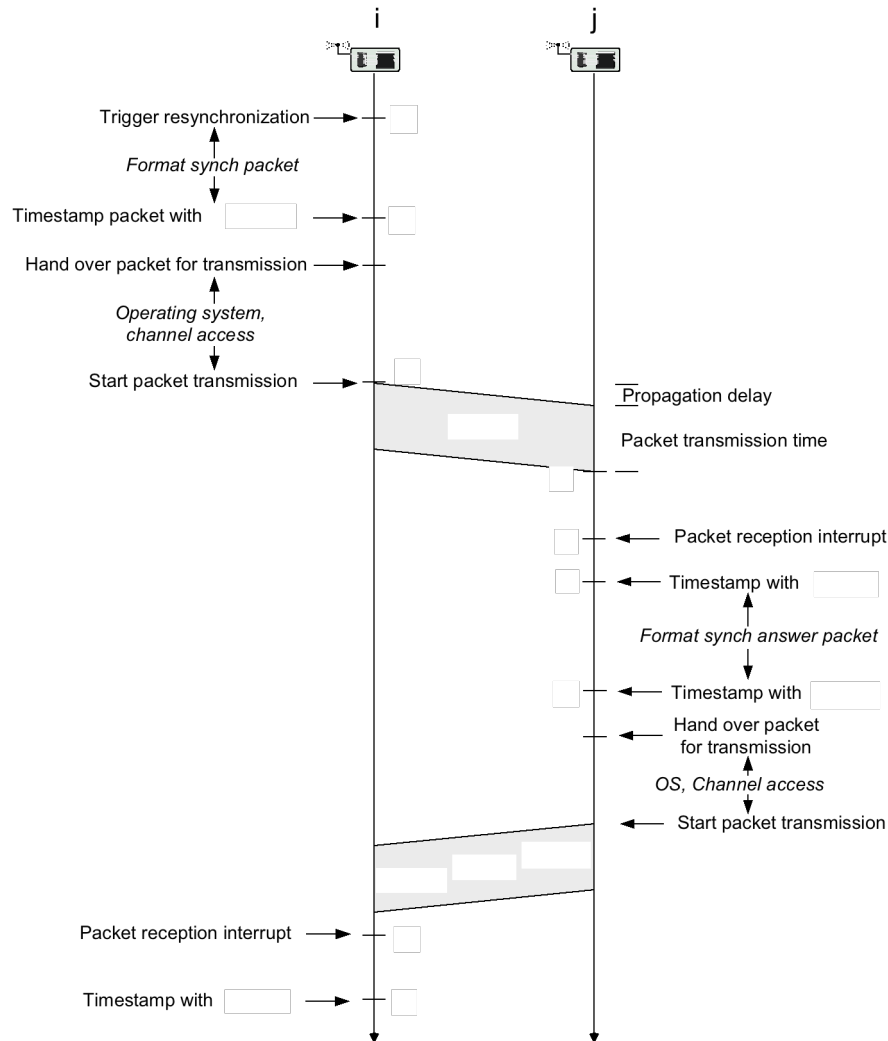 i
j
Trigger resynchronization
Format synch packet
Timestamp packet with
Hand over packet for transmission
Operating system,
channel access
Start packet transmission
Propagation delay
Packet transmission time
Packet reception interrupt
Timestamp with
Format synch answer packet
Timestamp with
Hand over packet
for transmission
OS, Channel access
Start packet transmission
Packet reception interrupt
Timestamp with